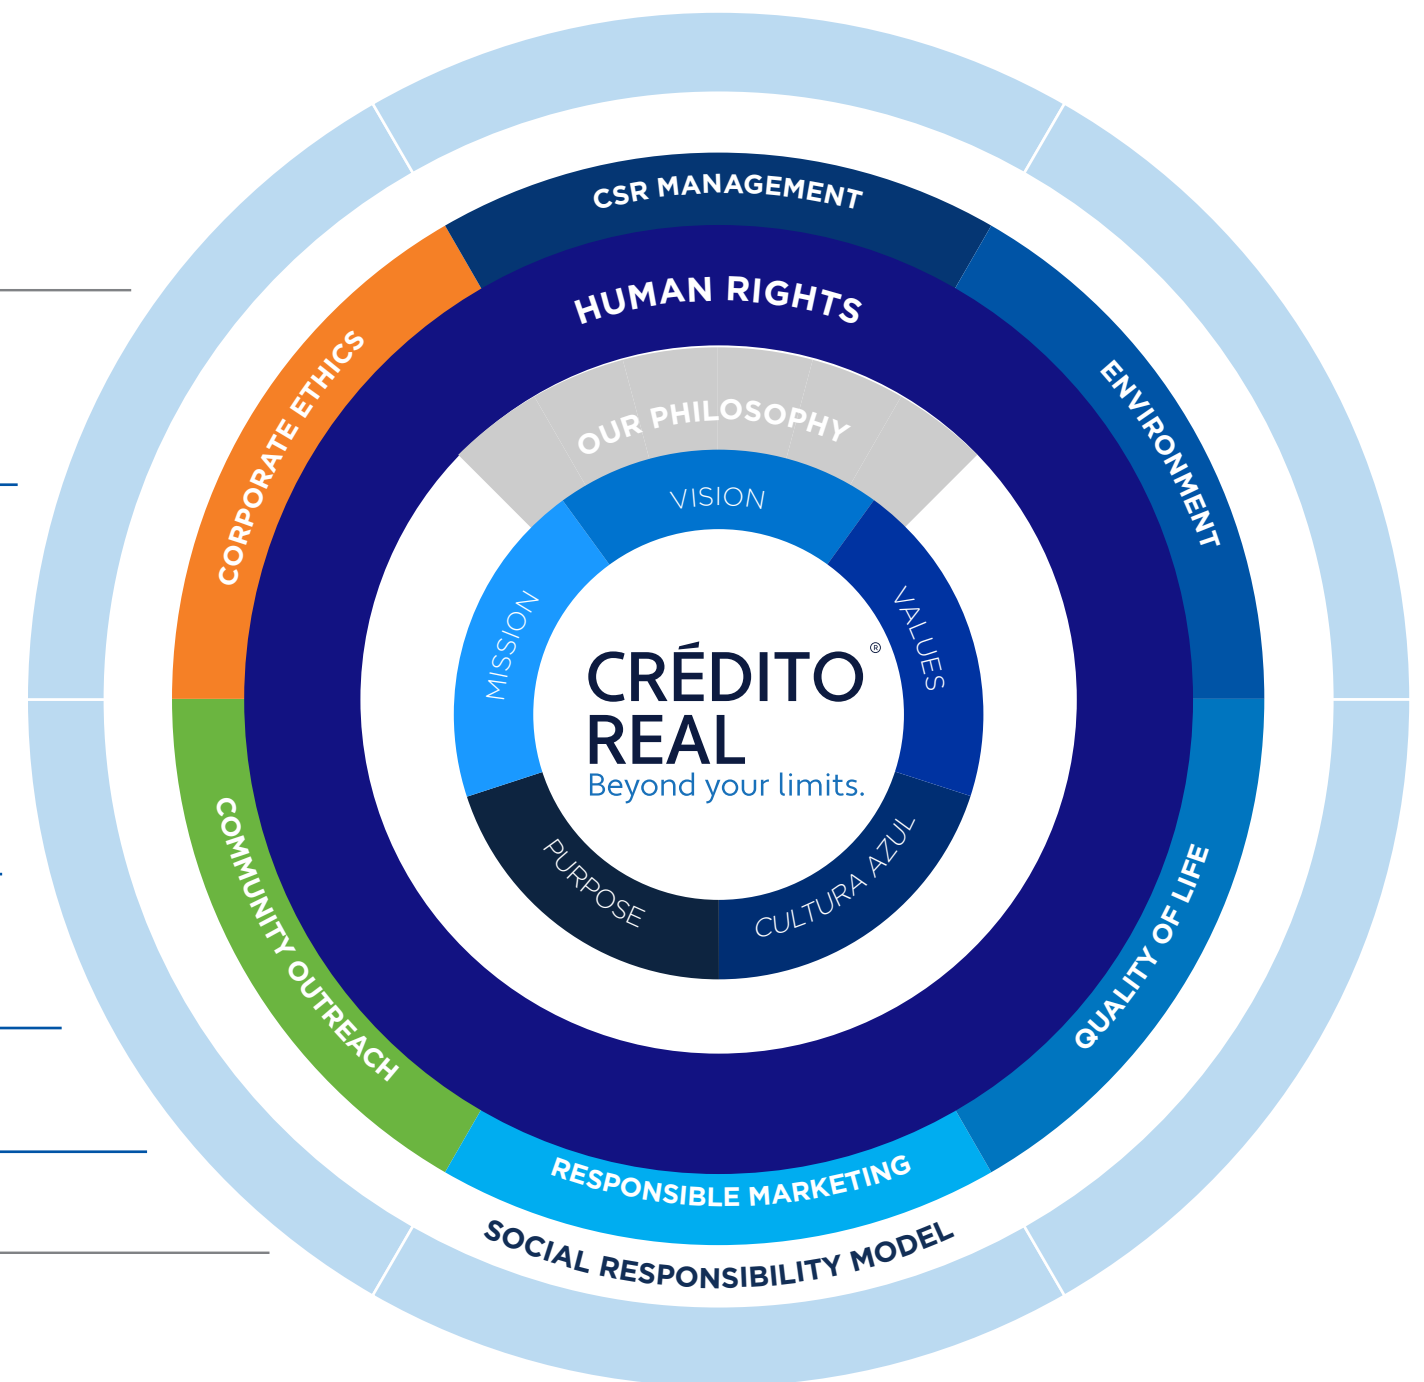 CSR MANAGEMENT
HUMAN RIGHTS
CORPORATE ETHICS
ENVIRONMENT
OUR PHILOSOPHY
VISION
MISSION
VALUES
CRÉDITO®
REAL
Beyond your limits.
PURPOSE
CULTURA AZUL
COMMUNITY OUTREACH
QUALITY OF LIFE
RESPONSIBLE MARKETING
SOCIAL RESPONSIBILITY MODEL